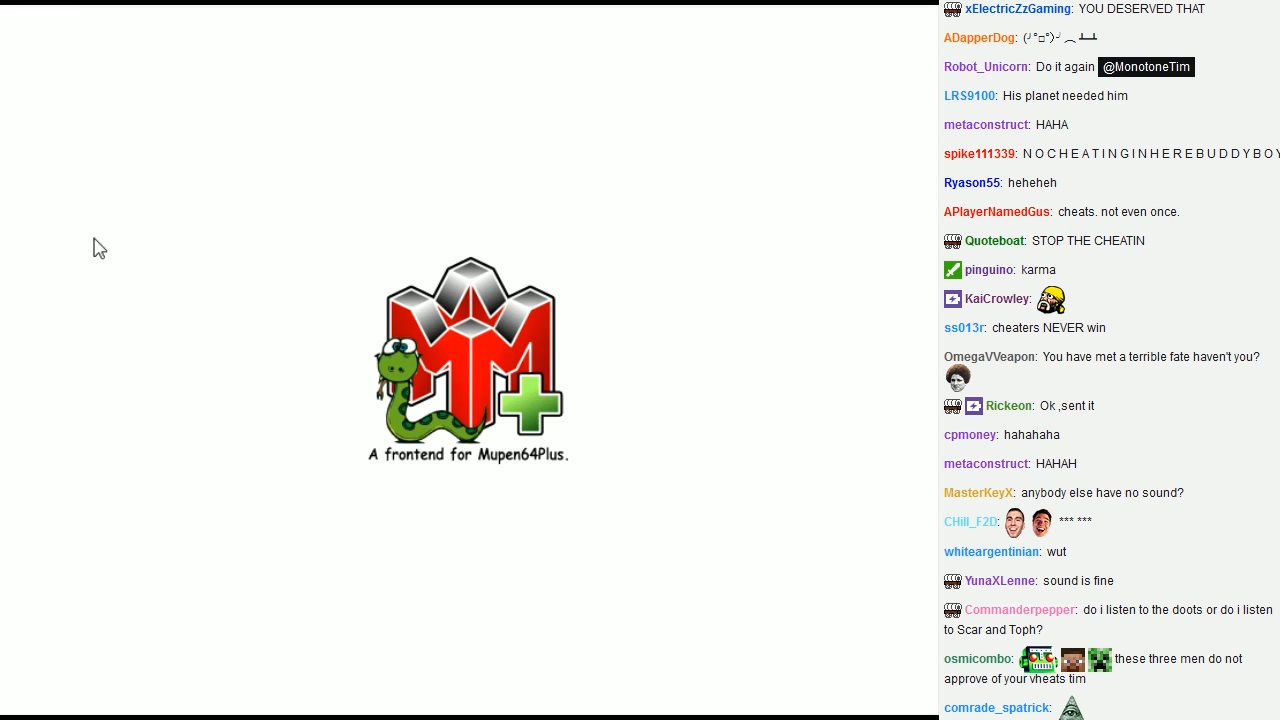 A frontend for Mupen64Plus.
xElectricZzGaming: YOU DESERVED THAT
ADapperDog: (╯°□°)╯︵ ┻━┻
Robot_Unicorn: Do it again @MonotoneTim
LRS9100: His planet needed him
metaconstruct: HAHA
spike111339: N O C H E A T I N G I N H E R E B U D D Y B O Y
Ryason55: heheheh
APlayerNamedGus: cheats. not even once.
Quoteboat: STOP THE CHEATIN
pinguino: karma
KaiCrowley:
ss013r: cheaters NEVER win
OmegaVVeapon: You have met a terrible fate haven't you?
Rickeon: Ok ,sent it
cpmoney: hahahaha
metaconstruct: HAHAH
MasterKeyX: anybody else have no sound?
CHill_F2D: *** ***
whiteargentinian: wut
YunaXLenne: sound is fine
Commanderpepper: do i listen to the doots or do i listen
to Scar and Toph?
osmicombo: these three men do not
approve of your vheats tim
comrade_spatrick: